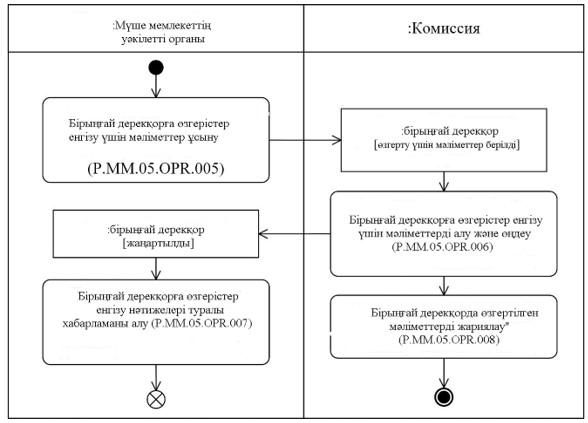 :Мүше мемлекеттің
уәкілетті органы
:Комиссия
Бірыңғай дерекқорға өзгерістер
енгізу үшін мәліметтер ұсыну
(P.MM.05.OPR.005)
:бірыңғай дерекқор
[өзгерту үшін мәліметтер берілді]
Бірыңғай дерекқорға өзгерістер енгізу
үшін мәліметтерді алу және өңдеу
(P.MM.05.OPR.006)
:бірыңғай дерекқор
[жаңартылды]
Бірыңғай дерекқорға өзгерістер
енгізу нәтижелері туралы
хабарламаны алу (P.MM.05.OPR.007)
Бірыңғай дерекқорда өзгертілген
мәліметтерді жариялау"
(P.MM.05.OPR.008)